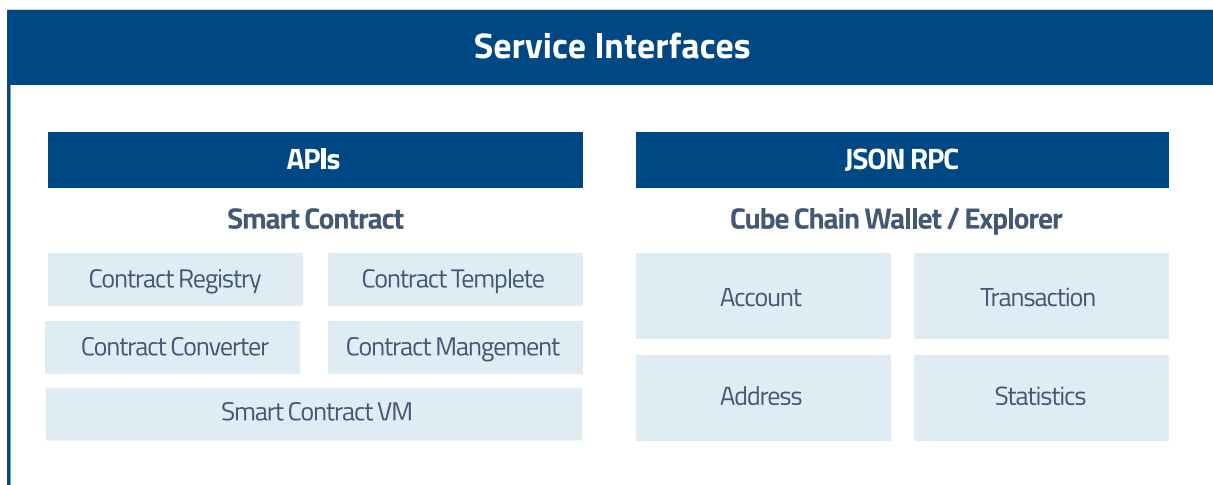 Service Interfaces
APIs
Smart Contract
Contract Registry
Contract Templete
Contract Converter
Contract Mangement
Smart Contract VM
JSON RPC
Cube Chain Wallet / Explorer
Account
Transaction
Address
Statistics